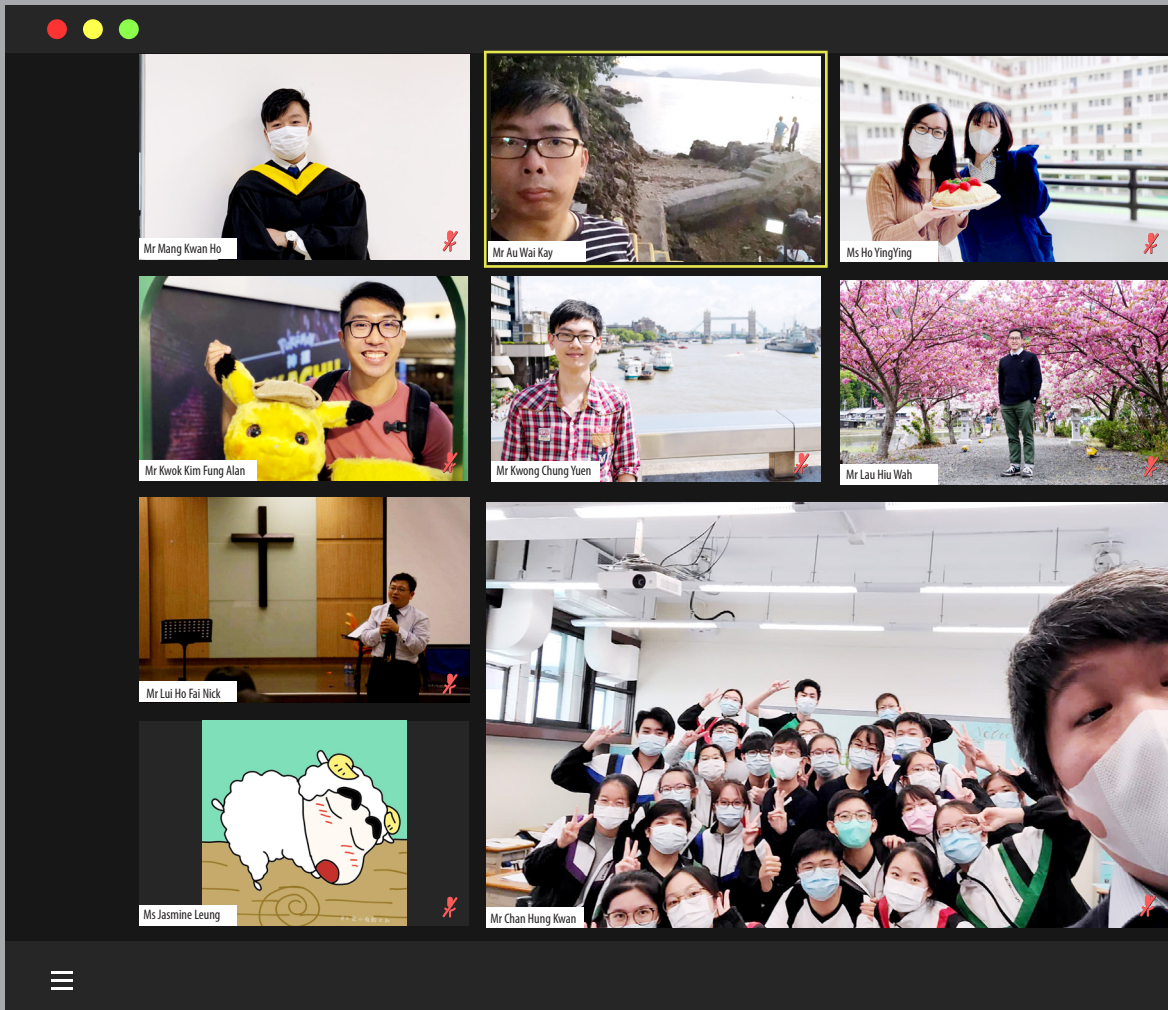 Mr Mang Kwan Ho
Mr Au Wai Kay
Ms Ho YingYing
Mr Kwok Kim Fung Alan
Mr Kwong Chung Yuen
Mr Lau Hiu Wah
Mr Lui Ho Fai Nick
Ms Jasmine Leung
Mr Chan Hung Kwan